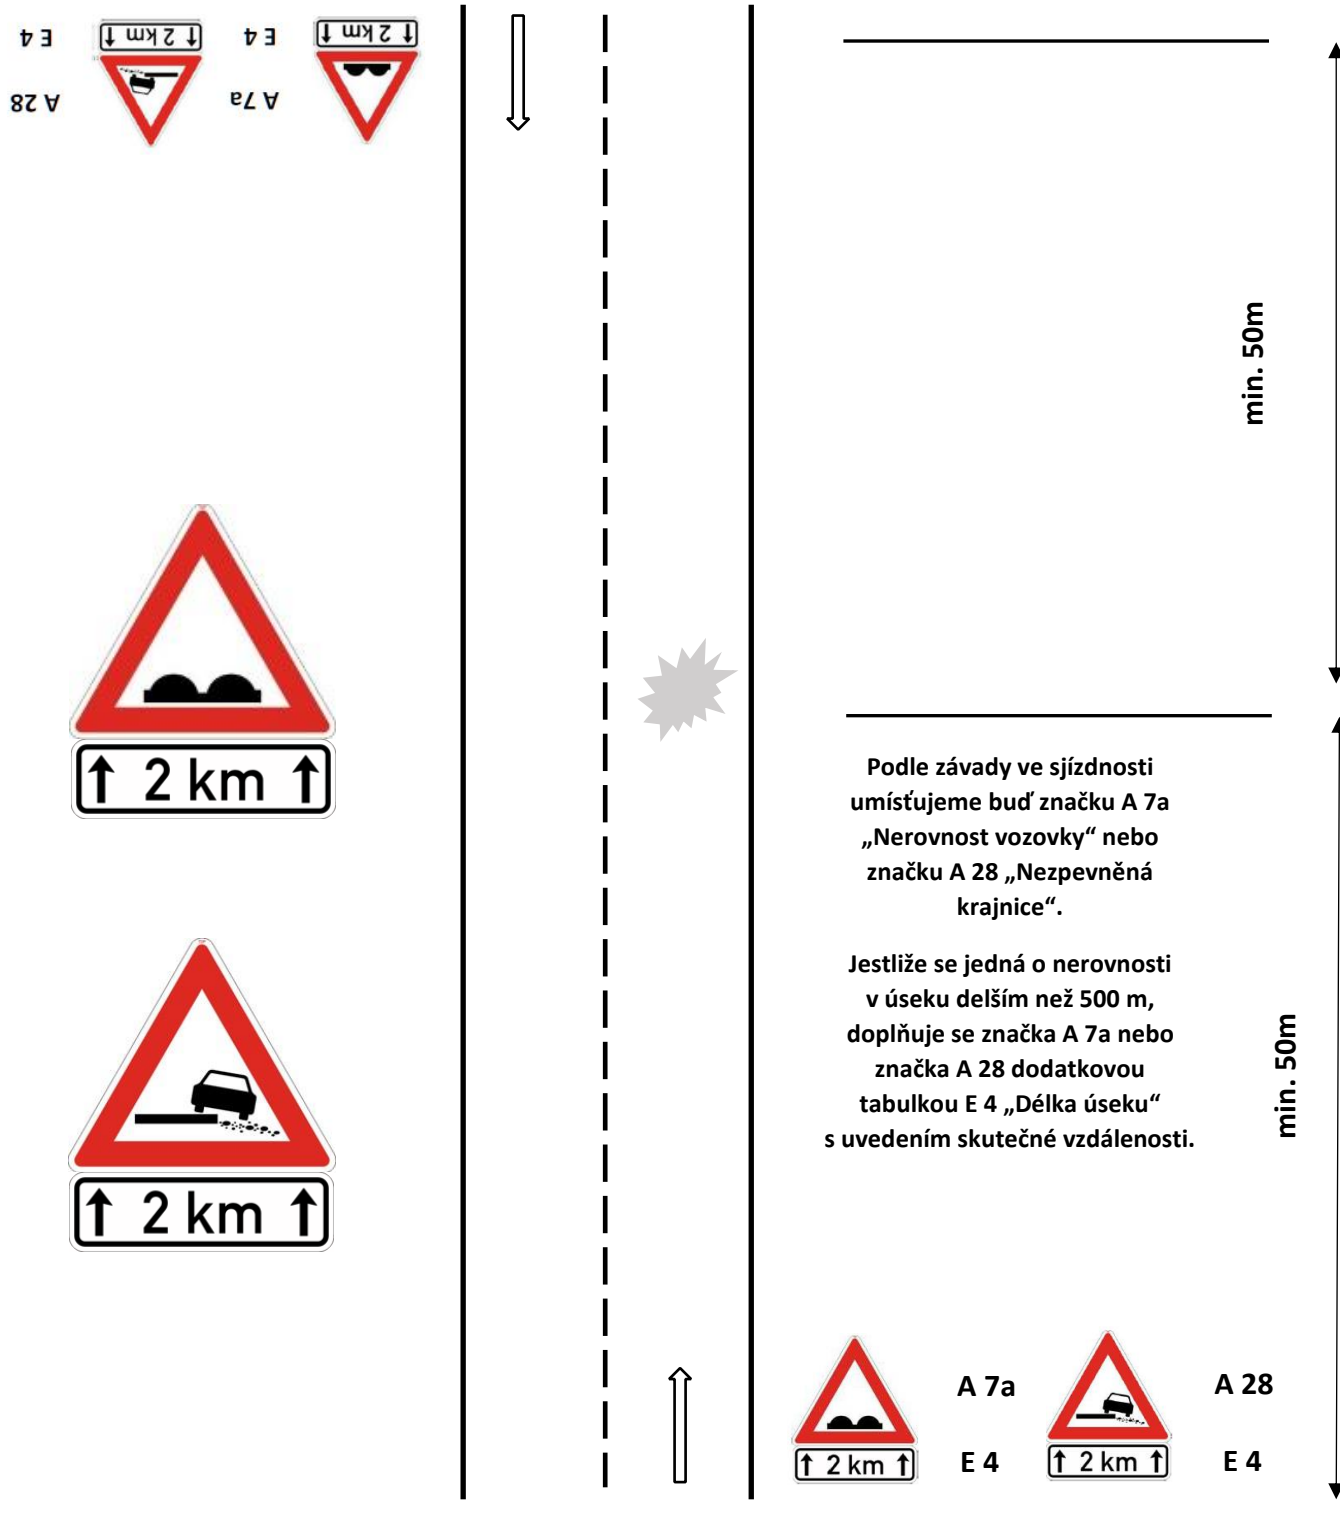 E 4
2 km
E 4
2 km
A 28
A 7a
min. 50m
2 km
Podle závady ve sjízdnosti
umísťujeme buď značku A 7a
„Nerovnost vozovky“ nebo
značku A 28 „Nezpevněná
krajnice“.
Jestliže se jedná o nerovnosti
v úseku delším než 500 m,
doplňuje se značka A 7a nebo
značka A 28 dodatkovou
tabulkou E 4 „Délka úseku“
s uvedením skutečné vzdálenosti.
min. 50m
2 km
A 7a
A 28
2 km
E 4
2 km
E 4